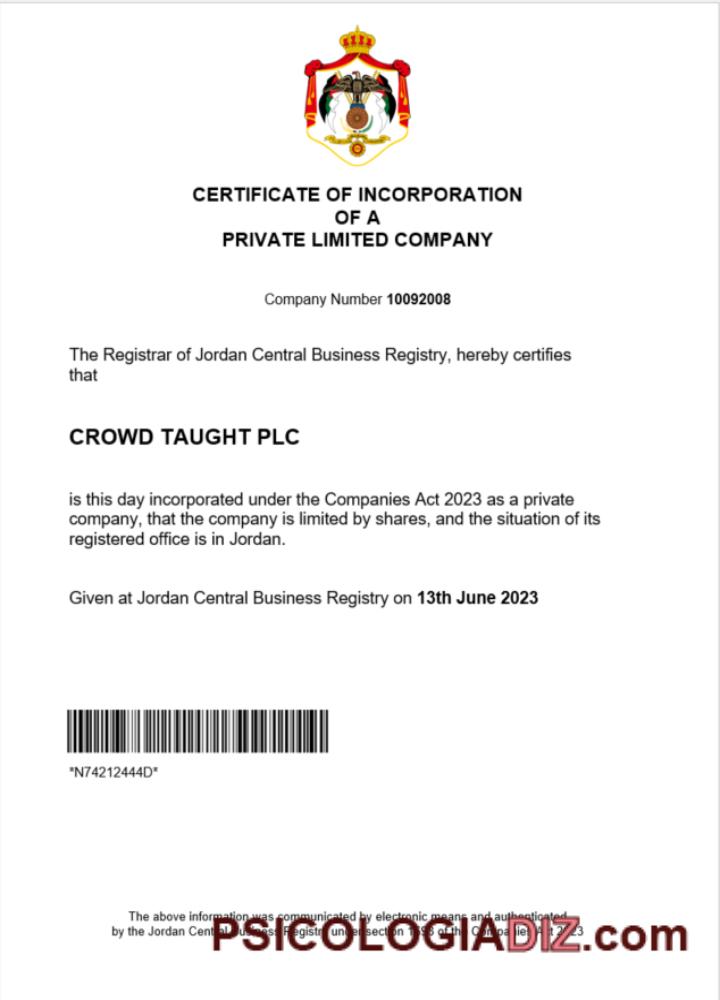 CERTIFICATE OF INCORPORATION
OF A
PRIVATE LIMITED COMPANY
Company Number 10092008
The Registrar of Jordan Central Business Registry, hereby certifies
that
CROWD TAUGHT PLC
is this day incorporated under the Companies Act 2023 as a private
company, that the company is limited by shares, and the situation of its
registered office is in Jordan.
Given at Jordan Central Business Registry on 13th June 2023
*N74212444D*
The above information was communicated by electronic means and authenticated
by the Jordan Central Business Registry under section of the Companies Act 2023
PSICOLOGIADIZ.com